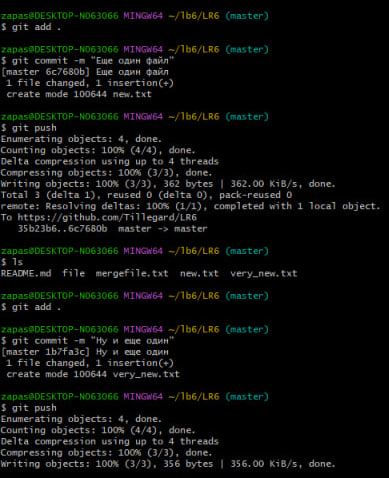 zapas@DESKTOP-NO63066 MINGW64 ~/lb6/LR6 (master)
$ git add .
zapas@DESKTOP-NO63066 MINGW64 ~/lb6/LR6 (master)
$ git commit -m "Еще один файл"
[master 6c7680b] Еще один файл
1 file changed, 1 insertion(+)
create mode 100644 new.txt
zapas@DESKTOP-NO63066 MINGW64 ~/lb6/LR6 (master)
$ git push
Enumerating objects: 4, done.
Counting objects: 100% (4/4), done.
Delta compression using up to 4 threads
Compressing objects: 100% (3/3), done.
Writing objects: 100% (3/3), 362 bytes | 362.00 KiB/s, done.
Total 3 (delta 1), reused 0 (delta 0), pack-reused 0
remote: Resolving deltas: 100% (1/1), completed with 1 local object.
To https://github.com/Tillegard/LR6
35b23b6..6c7680b master -> master
zapas@DESKTOP-NO63066 MINGW64 ~/lb6/LR6 (master)
$ ls
README.md file mergefile.txt new.txt very_new.txt
zapas@DESKTOP-NO63066 MINGW64 ~/lb6/LR6 (master)
$ git add .
zapas@DESKTOP-NO63066 MINGW64 ~/lb6/LR6 (master)
$ git commit -m "Ну и еще один"
[master 1b7fa3c] Ну и еще один
1 file changed, 1 insertion(+)
create mode 100644 very_new.txt
zapas@DESKTOP-NO63066 MINGW64 ~/lb6/LR6 (master)
$ git push
Enumerating objects: 4, done.
Counting objects: 100% (4/4), done.
Delta compression using up to 4 threads
Compressing objects: 100% (3/3), done.
Writing objects: 100% (3/3), 356 bytes | 356.00 KiB/s, done.